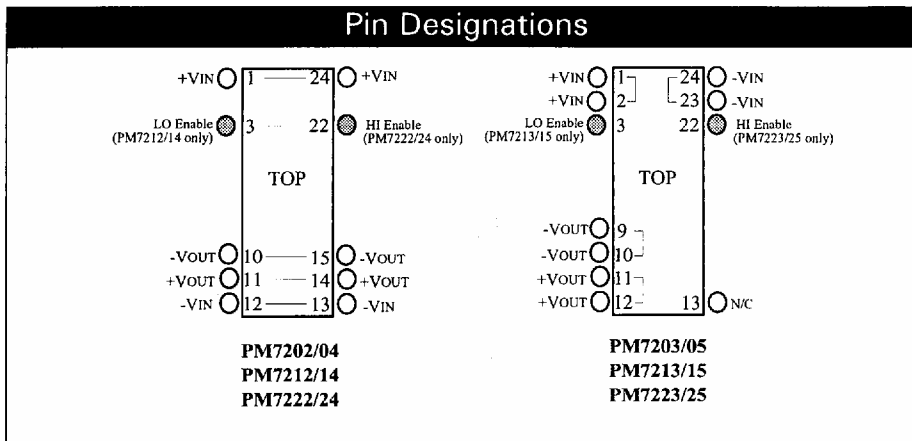 Pin Designations
+VIN 1 24 +VIN
LO Enable 3 22 HI Enable
(PM7212/14 only) (PM7222/24 only)
TOP
-VOUT 10 15 -VOUT
+VOUT 11 14 +VOUT
-VIN 12 13 -VIN
PM7202/04
PM7212/14
PM7222/24
+VIN 1 24 -VIN
+VIN 2 23 -VIN
LO Enable 3 22 HI Enable
(PM7213/15 only) (PM7223/25 only)
TOP
-VOUT 9
-VOUT 10
+VOUT 11
+VOUT 12 13 N/C
PM7203/05
PM7213/15
PM7223/25